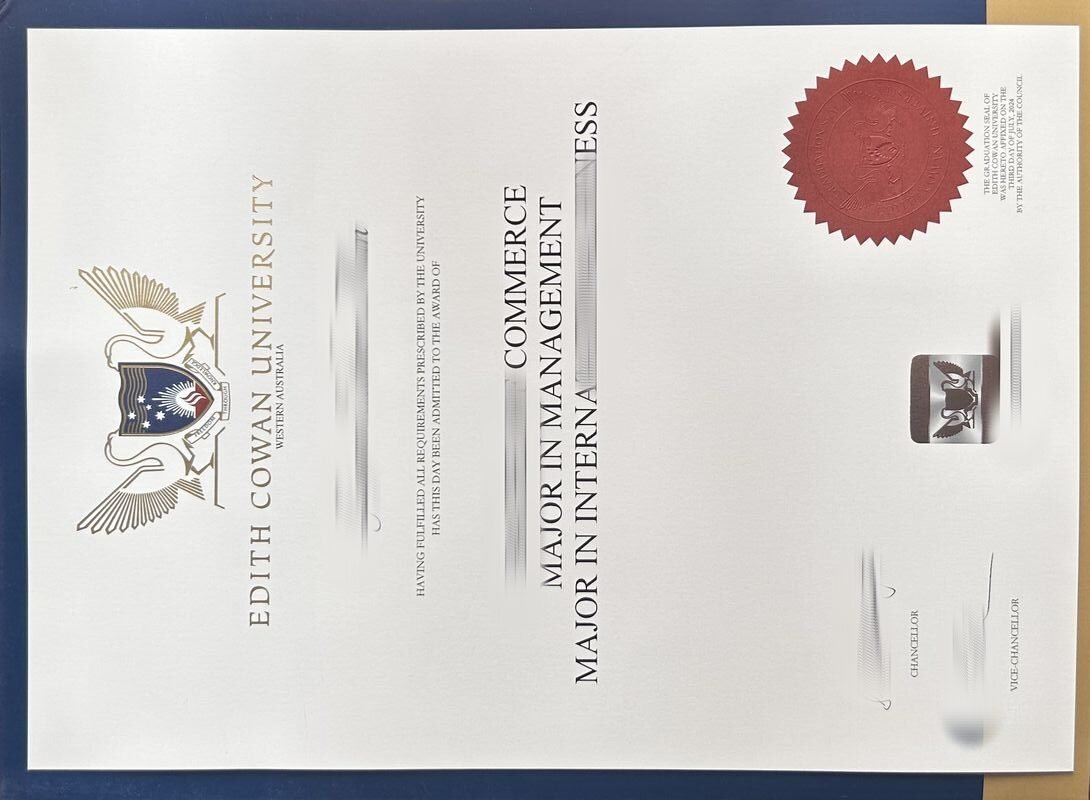 FREEDOM
THROUGH
EDITH COWAN UNIVERSITY
WESTERN AUSTRALIA
HAVING FULFILLED ALL REQUIREMENTS PRESCRIBED BY THE UNIVERSITY
HAS THIS DAY BEEN ADMITTED TO THE AWARD OF
COMMERCE
MAJOR IN MANAGEMENT
MAJOR IN INTERNA ESS
CHANCELLOR
VICE-CHANCELLOR
THE GRADUATION SEAL OF
EDITH COWAN UNIVERSITY
WAS HERETO AFFIXED ON THE
THIRD DAY OF JULY, 2024
BY THE AUTHORITY OF THE COUNCIL